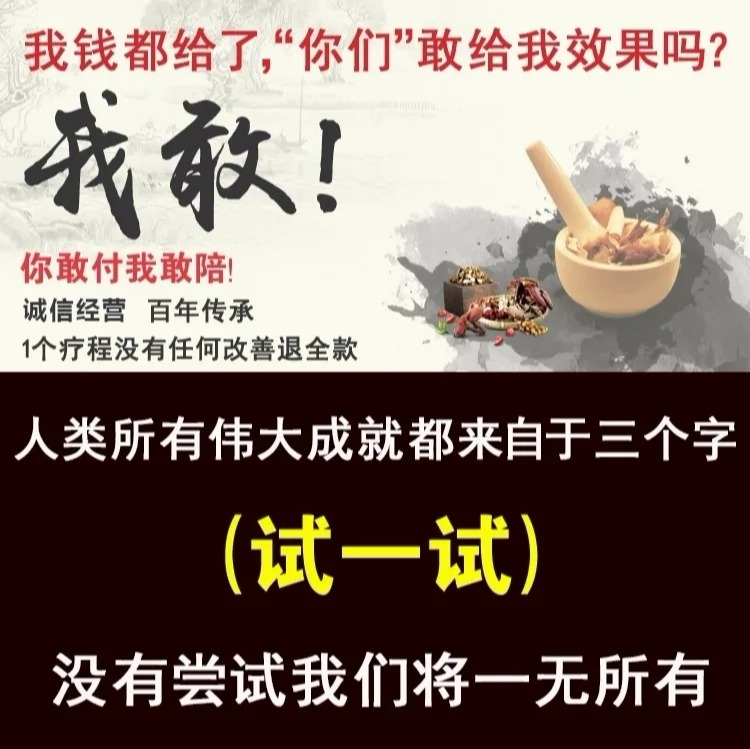 我钱都给了,“你们”敢给我效果吗?
我敢!
你敢付我敢陪!
诚信经营 百年传承
1个疗程没有任何改善退全款
人类所有伟大成就都来自于三个字
(试一试)
没有尝试我们将一无所有